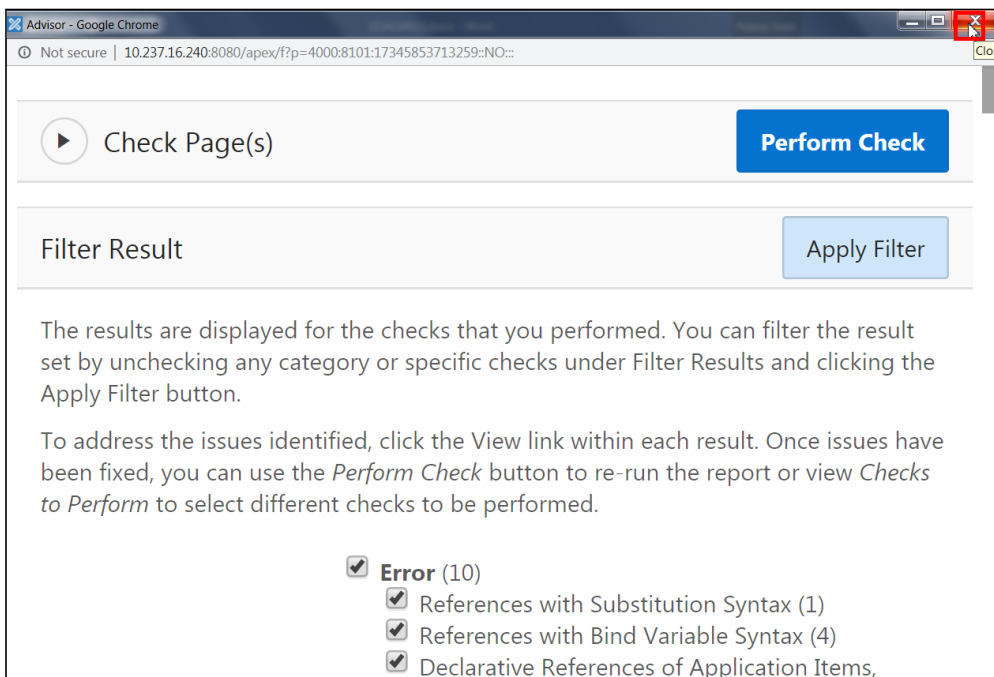 Advisor - Google Chrome
Not secure | 10.237.16.240:8080/apex/f?p=4000:8101:17345853713259::NO:::
Clo
Check Page(s)
Perform Check
Filter Result
Apply Filter
The results are displayed for the checks that you performed. You can filter the result
set by unchecking any category or specific checks under Filter Results and clicking the
Apply Filter button.
To address the issues identified, click the View link within each result. Once issues have
been fixed, you can use the Perform Check button to re-run the report or view Checks
to Perform to select different checks to be performed.
Error (10)
References with Substitution Syntax (1)
References with Bind Variable Syntax (4)
Declarative References of Application Items,